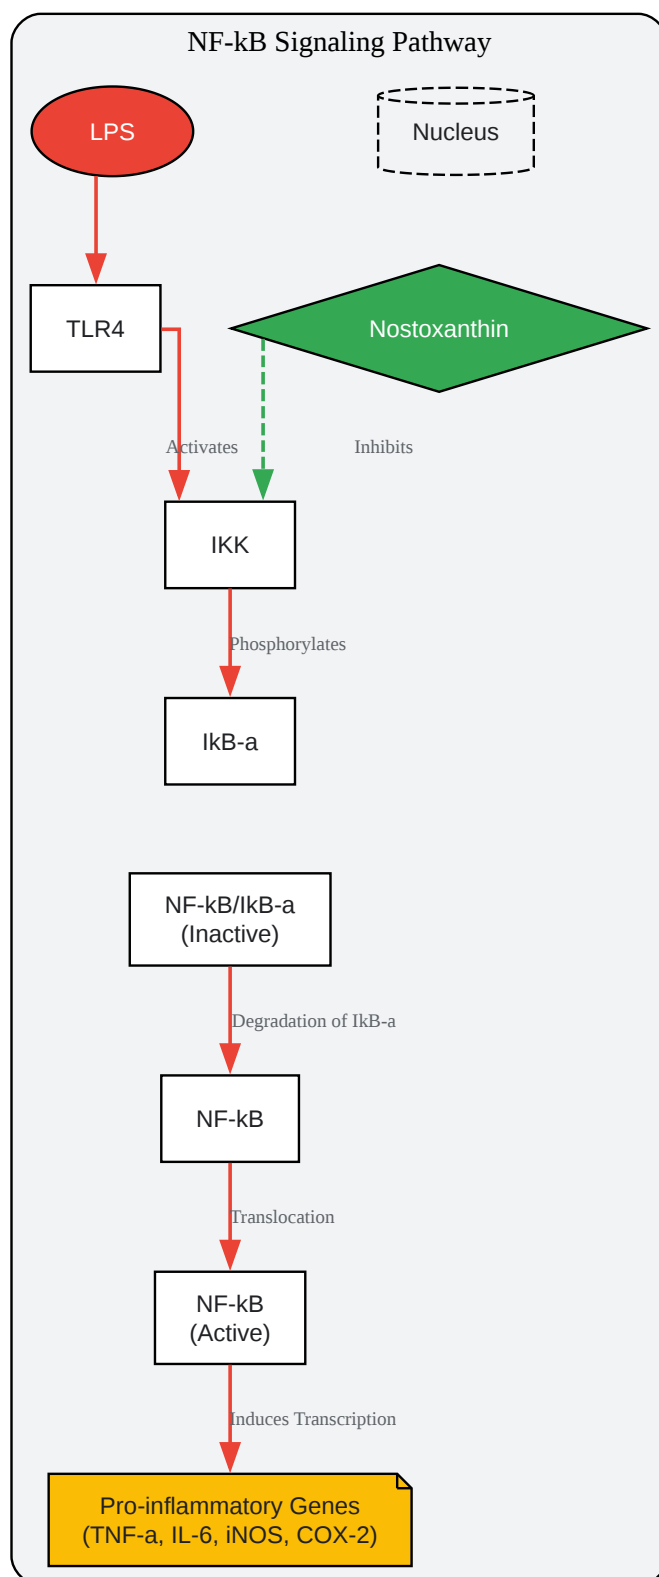 NF-kB Signaling Pathway
LPS
Nucleus
TLR4
Nostoxanthin
Activates
Inhibits
IKK
Phosphorylates
IkB-a
NF-kB/IkB-a
(Inactive)
Degradation of IkB-a
NF-kB
Translocation
NF-kB
(Active)
Induces Transcription
Pro-inflammatory Genes
(TNF-a, IL-6, iNOS, COX-2)